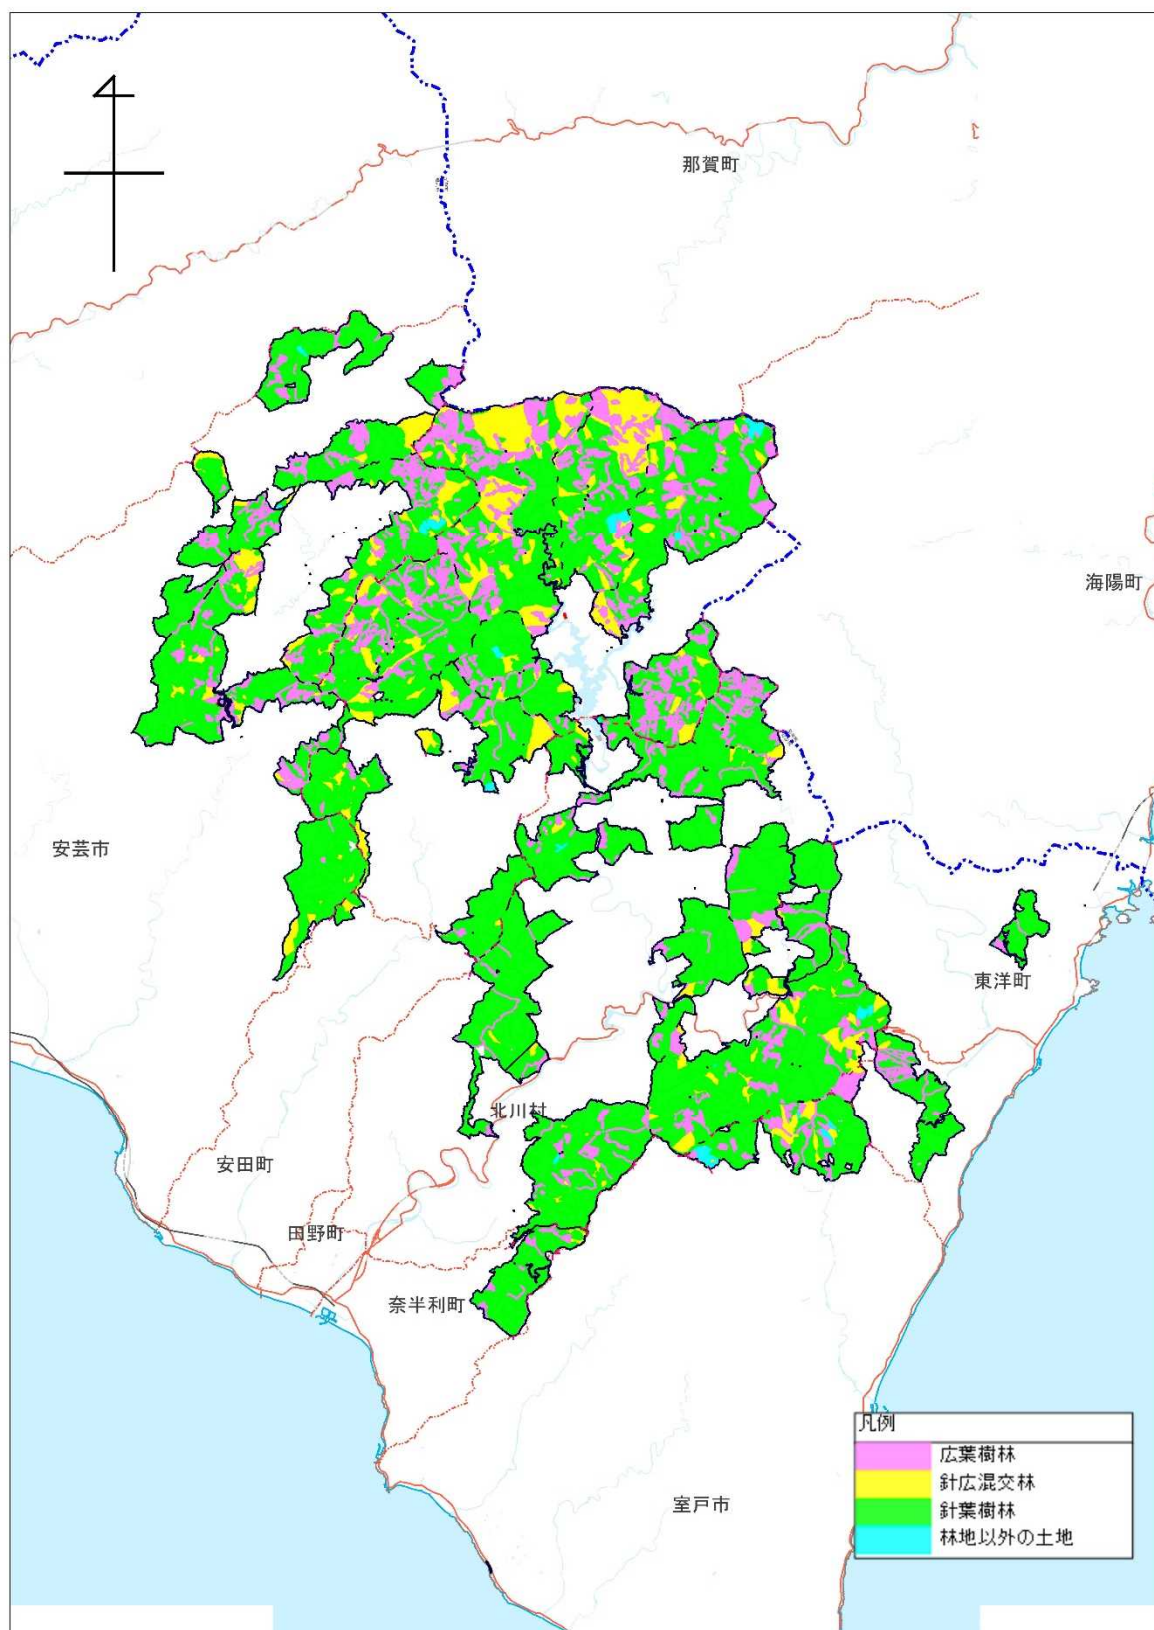 那賀町
海陽町
安芸市
東洋町
北川村
安田町
田野町
奈半利町
室戸市
凡例
広葉樹林
針広混交林
針葉樹林
林地以外の土地